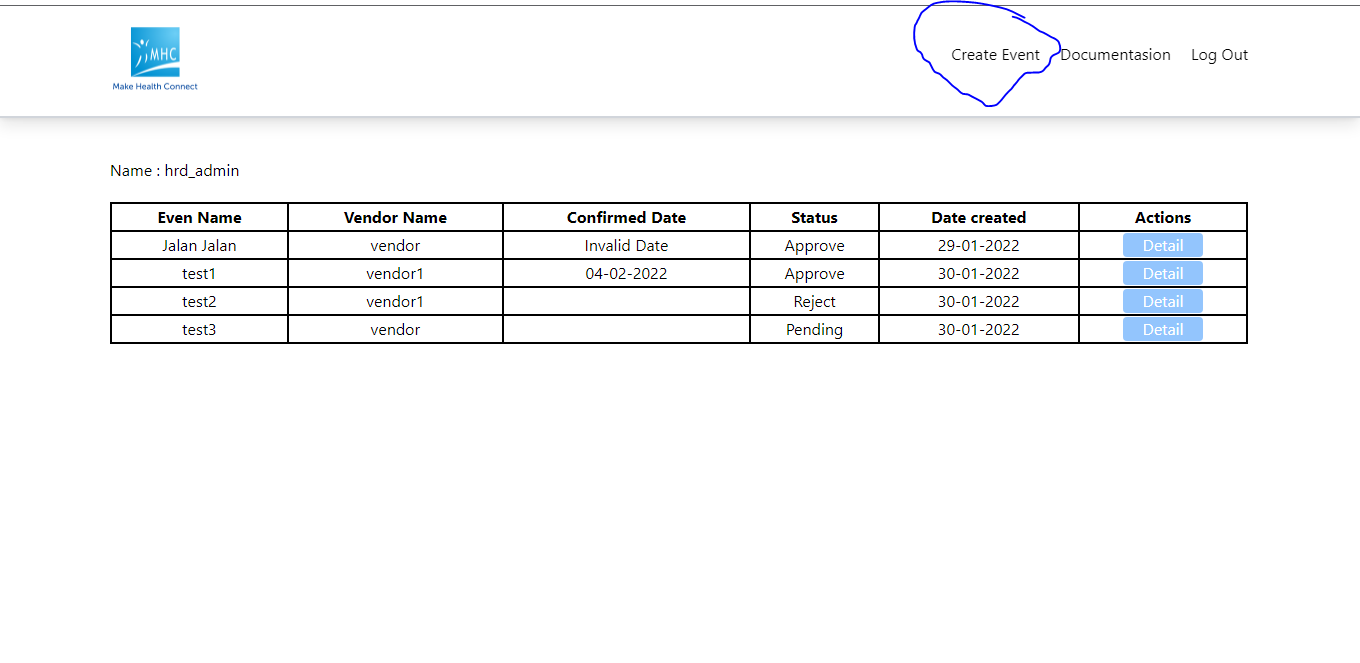 MHC
Make Health Connect
Create Event Documentasion Log Out
Name : hrd_admin
Even Name Vendor Name Confirmed Date Status Date created Actions
Jalan Jalan vendor Invalid Date Approve 29-01-2022 Detail
test1 vendor1 04-02-2022 Approve 30-01-2022 Detail
test2 vendor1 Reject 30-01-2022 Detail
test3 vendor Pending 30-01-2022 Detail